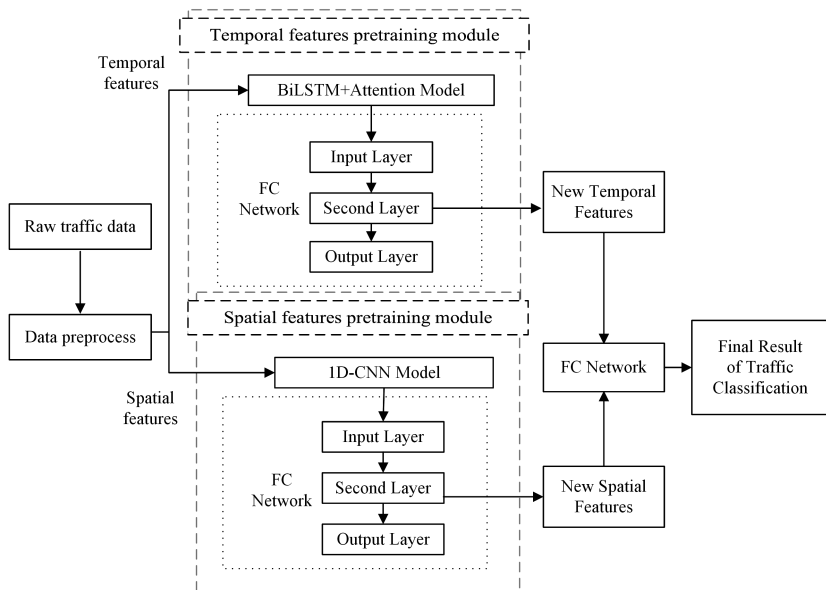 Temporal features pretraining module
Temporal
features
BiLSTM+Attention Model
Input Layer
FC
Network
Second Layer
Output Layer
New Temporal
Features
Raw traffic data
Data preprocess
Spatial features pretraining module
FC Network
Final Result
of Traffic
Classification
1D-CNN Model
Spatial
features
Input Layer
FC
Network
Second Layer
Output Layer
New Spatial
Features